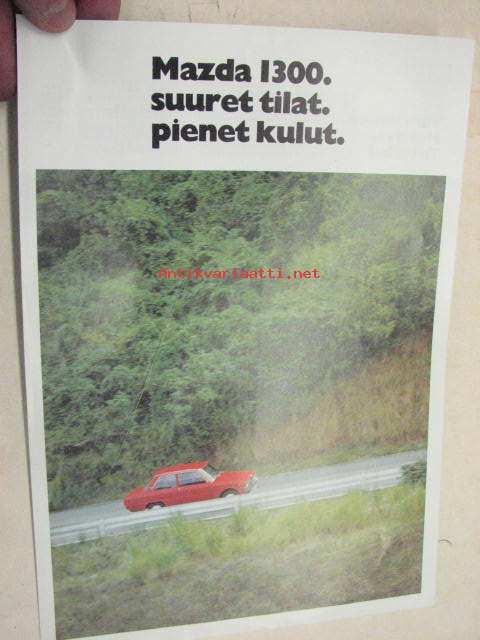 Mazda 1300.
suuret tilat.
pienet kulut.
Antikvariaatti.net